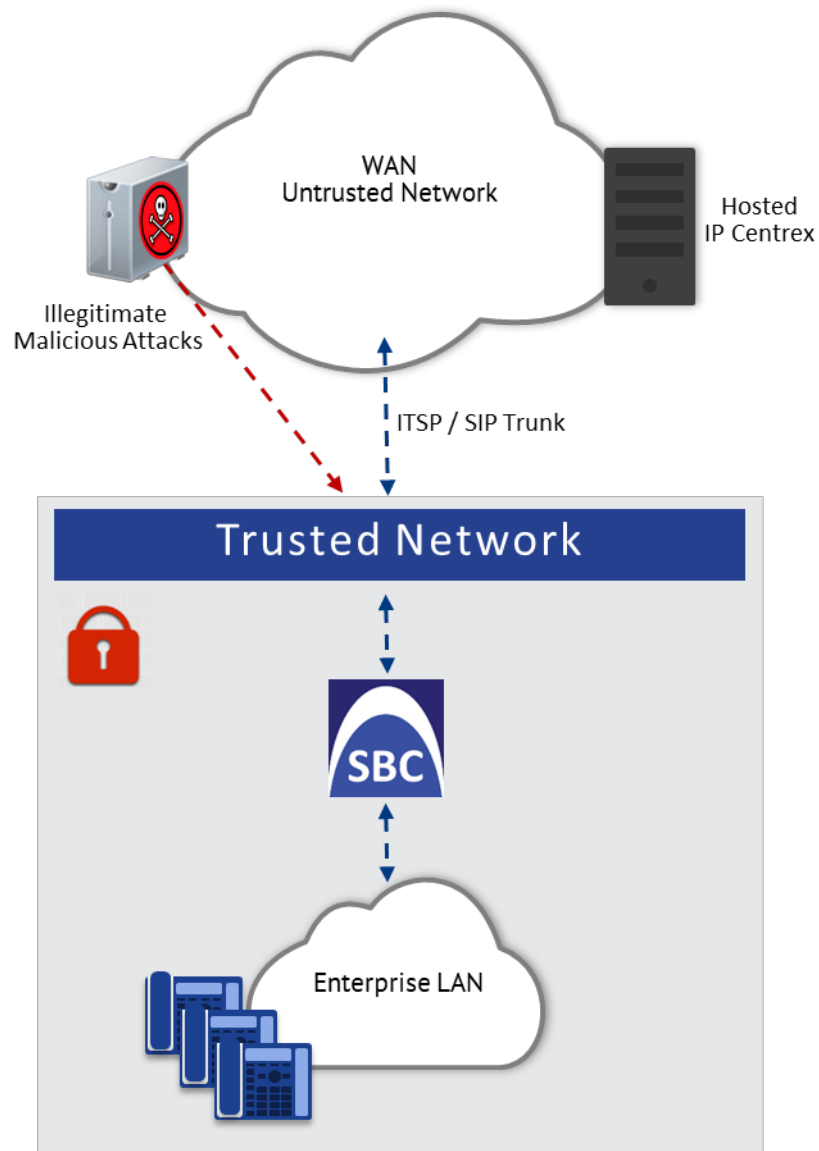 WAN
Untrusted Network
Hosted
IP Centrex
Illegitimate
Malicious Attacks
ITSP / SIP Trunk
Trusted Network
SBC
Enterprise LAN